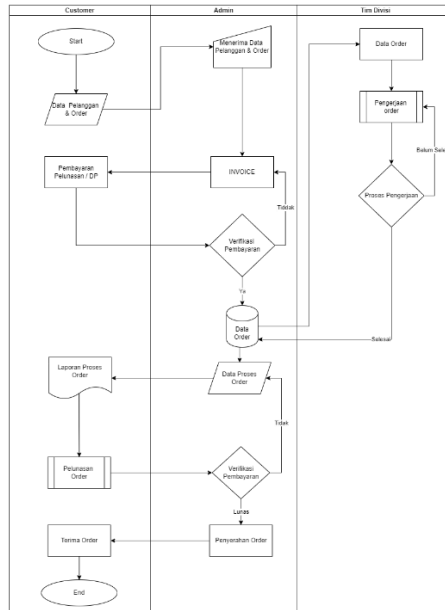 Customer
Admin
Tim Divisi
Start
Menerima Data
Pelanggan & Order
Data Order
Data Pelanggan
& Order
Pengerjaan
order
Belum Sele
Pembayaran
Pelunasan / DP
INVOICE
Proses Pengerjaan
Tidak
Verifikasi
Pembayaran
Ya
Data
Order
Selesai
Laporan Proses
Order
Data Proses
Order
Tidak
Pelunasan
Order
Verifikasi
Pembayaran
Lunas
Terima Order
Penyerahan Order
End